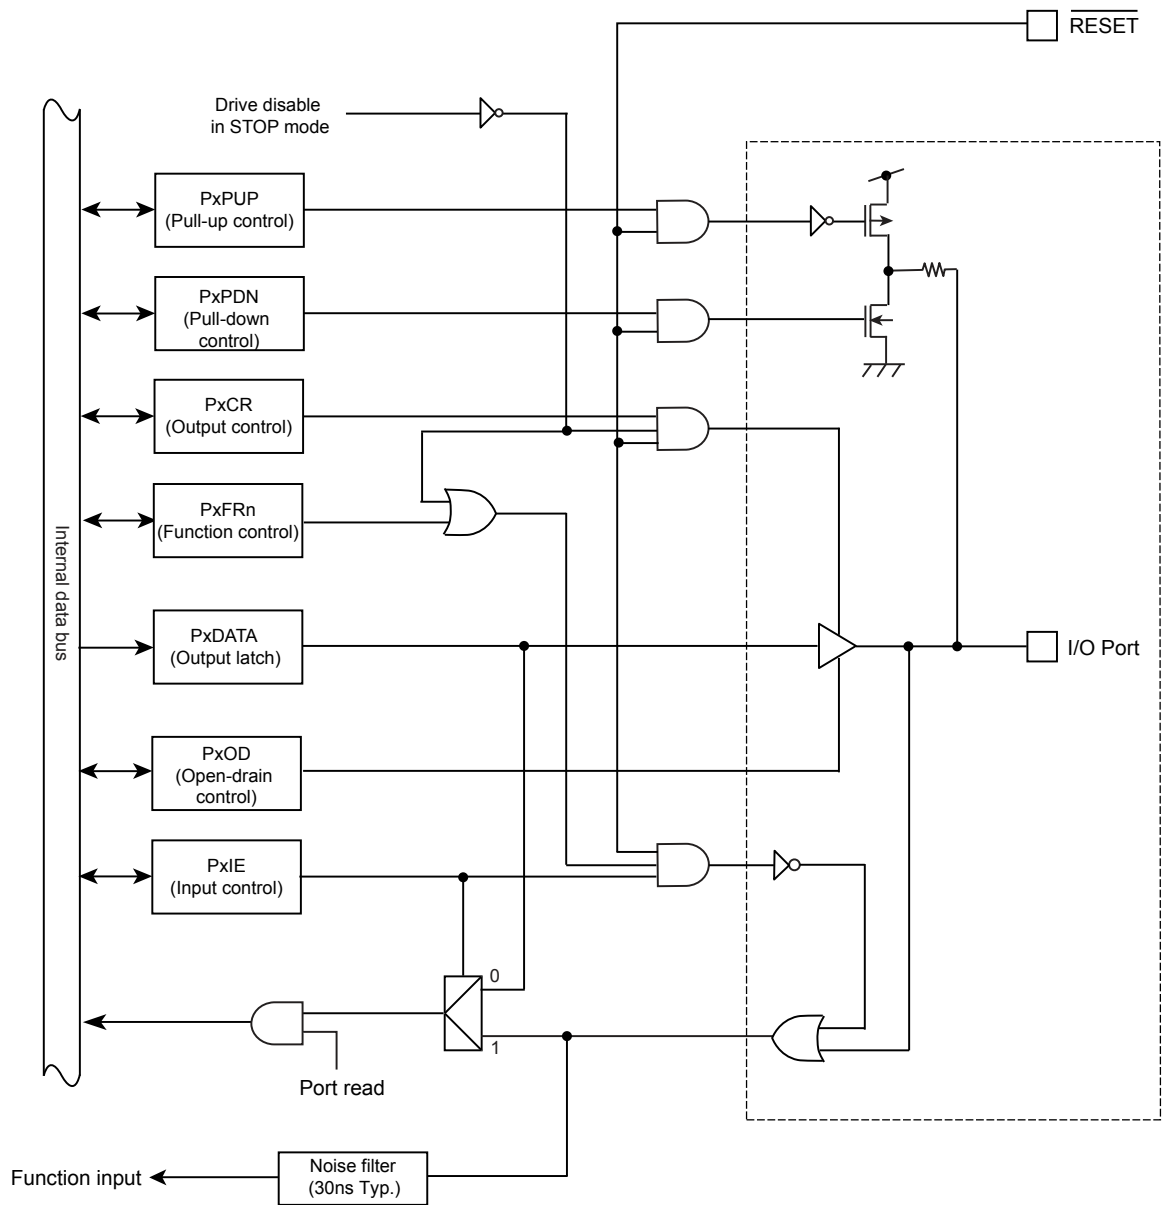 RESET
Drive disable
in STOP mode
PxPUP
(Pull-up control)
PxPDN
(Pull-down
control)
PxCR
(Output control)
PxFRn
(Function control)
Internal data bus
PxDATA
(Output latch)
I/O Port
PxOD
(Open-drain
control)
PxIE
(Input control)
0
1
Port read
Noise filter
(30ns Typ.)
Function input